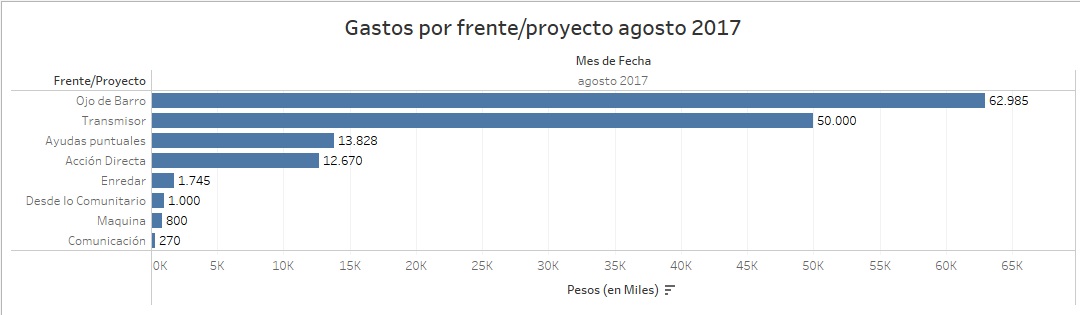 Gastos por frente/proyecto agosto 2017
Mes de Fecha
Frente/Proyecto agosto 2017
Ojo de Barro 62.985
Transmisor 50.000
Ayudas puntuales 13.828
Acción Directa 12.670
Enredar 1.745
Desde lo Comunitario 1.000
Maquina 800
Comunicación 270
0K 5K 10K 15K 20K 25K 30K 35K 40K 45K 50K 55K 60K 65K
Pesos (en Miles)